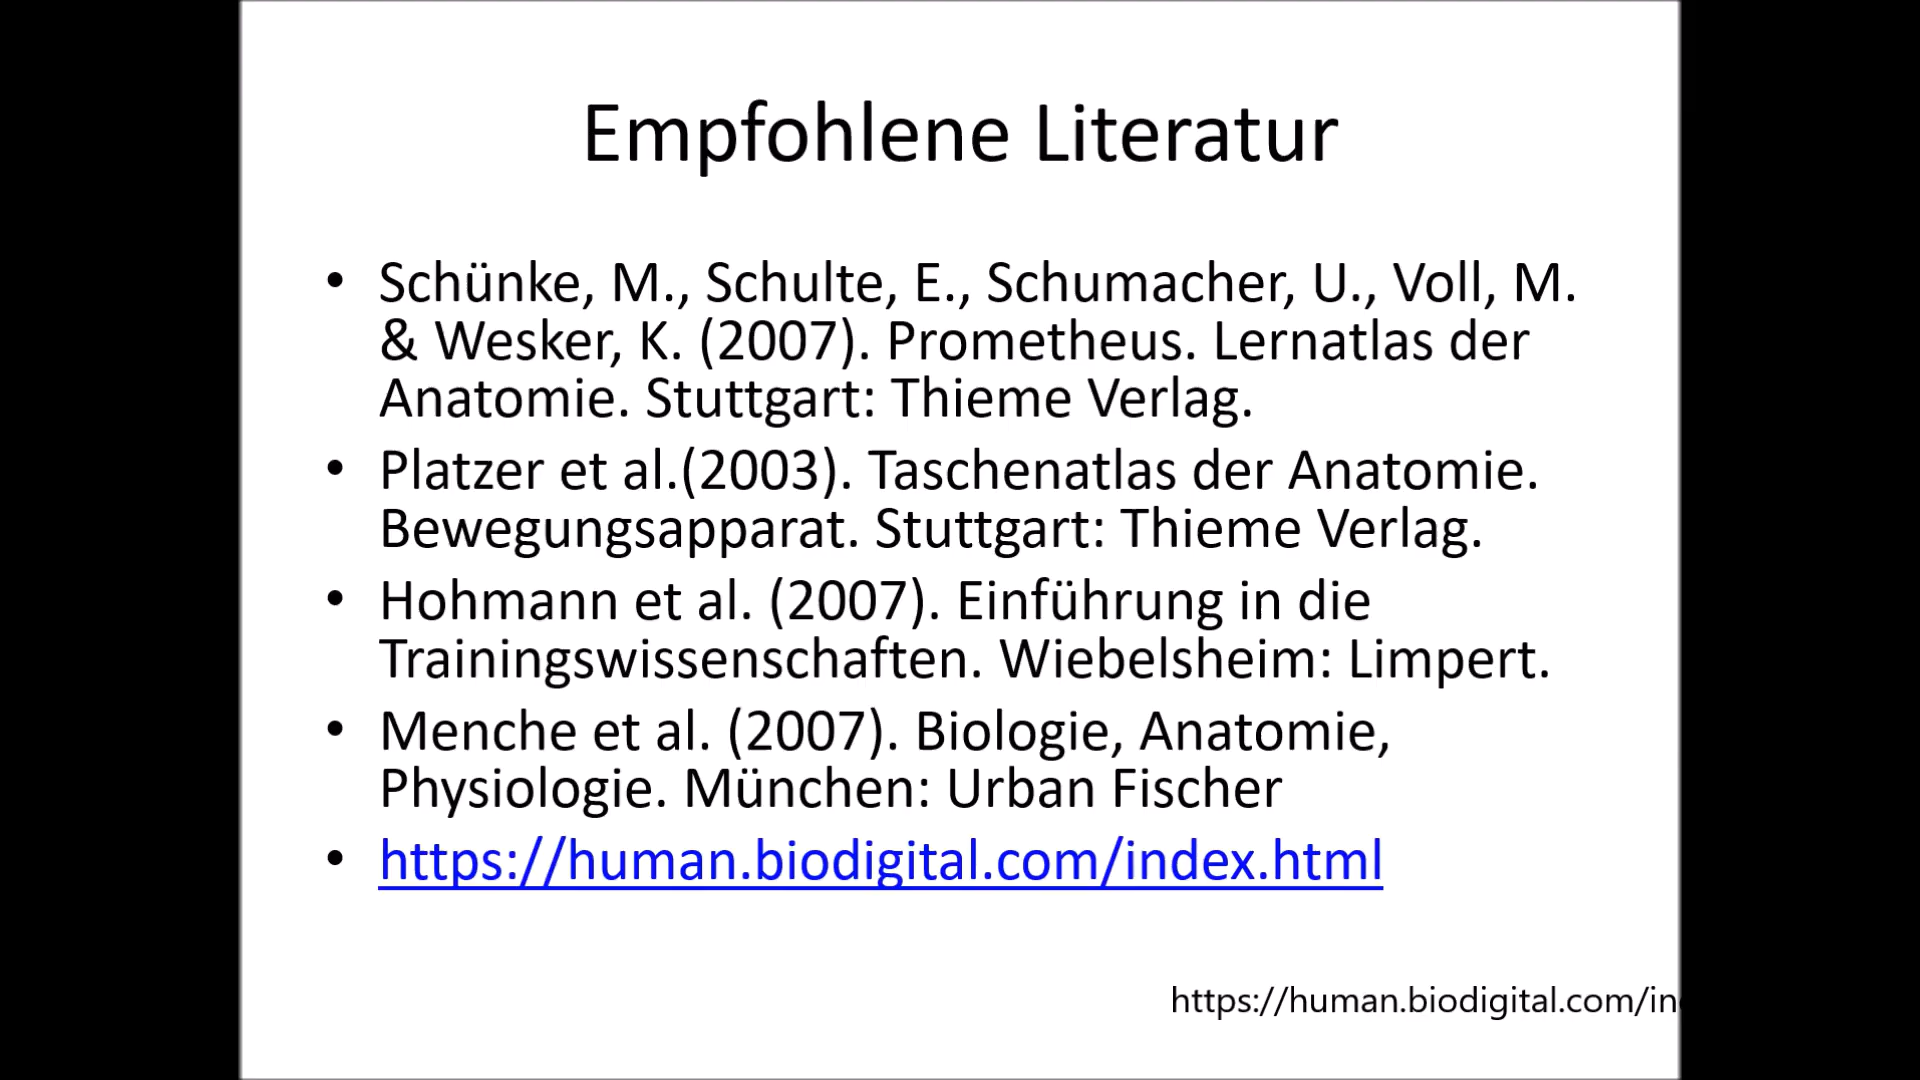 Empfohlene Literatur
• Schünke, M., Schulte, E., Schumacher, U., Voll, M.
& Wesker, K. (2007). Prometheus. Lernatlas der
Anatomie. Stuttgart: Thieme Verlag.
• Platzer et al.(2003). Taschenatlas der Anatomie.
Bewegungsapparat. Stuttgart: Thieme Verlag.
• Hohmann et al. (2007). Einführung in die
Trainingswissenschaften. Wiebelsheim: Limpert.
• Menche et al. (2007). Biologie, Anatomie,
Physiologie. München: Urban Fischer
• https://human.biodigital.com/index.html
https://human.biodigital.com/in